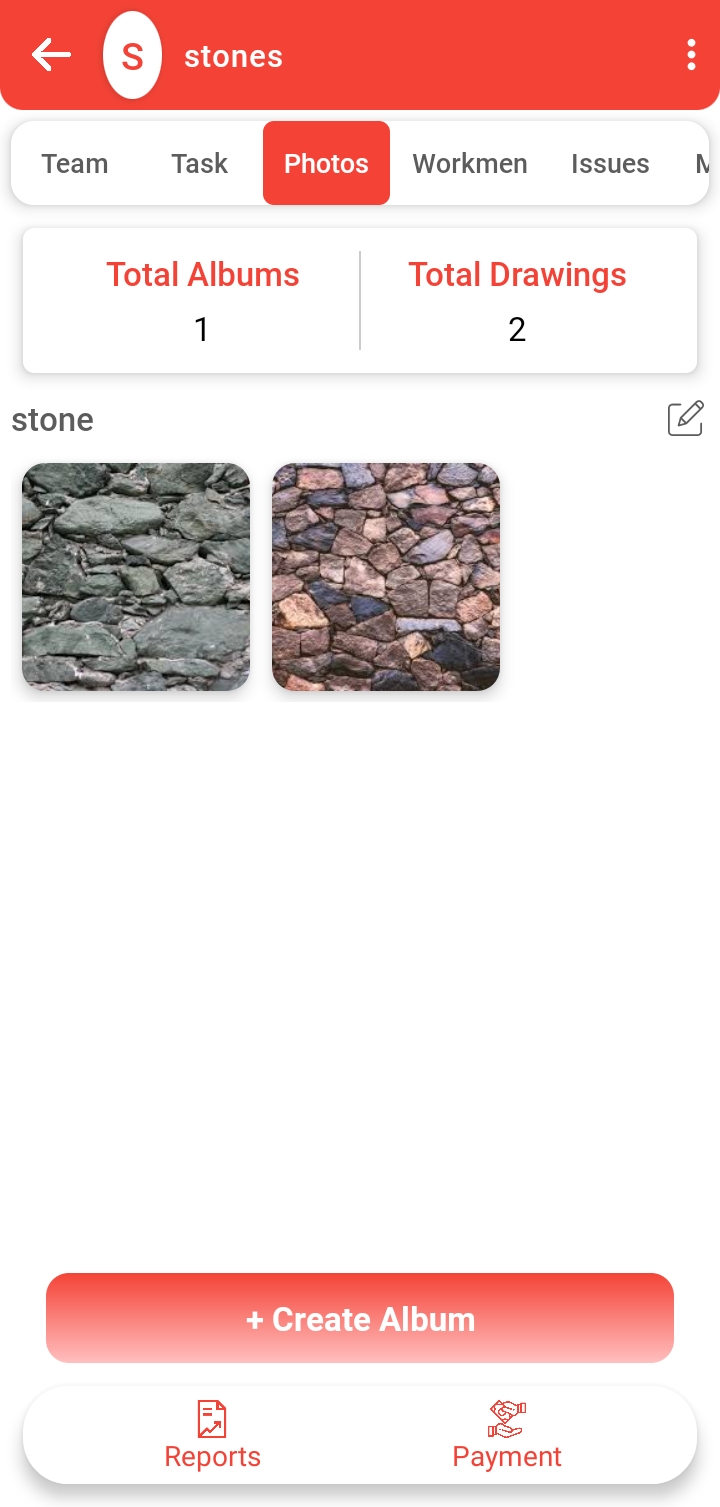 S stones
Team Task Photos Workmen Issues M
Total Albums Total Drawings
1 2
stone
+ Create Album
Reports Payment